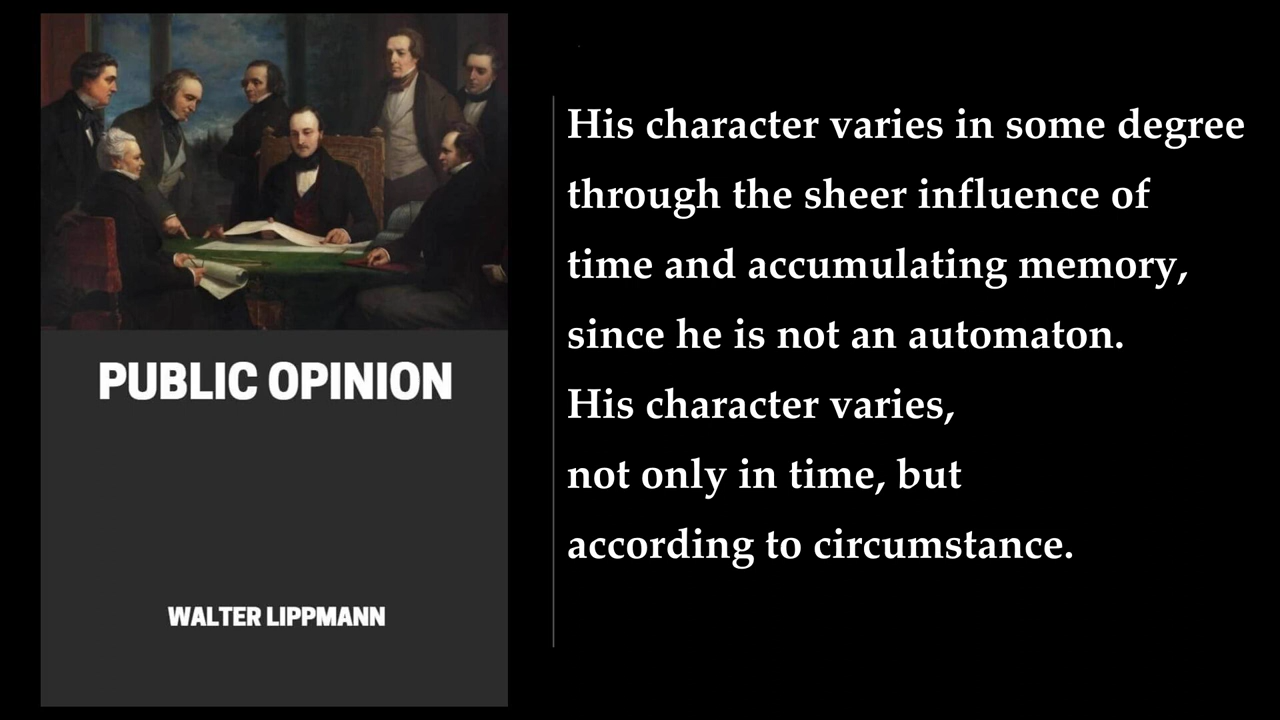 PUBLIC OPINION
WALTER LIPPMANN
His character varies in some degree
through the sheer influence of
time and accumulating memory,
since he is not an automaton.
His character varies,
not only in time, but
according to circumstance.